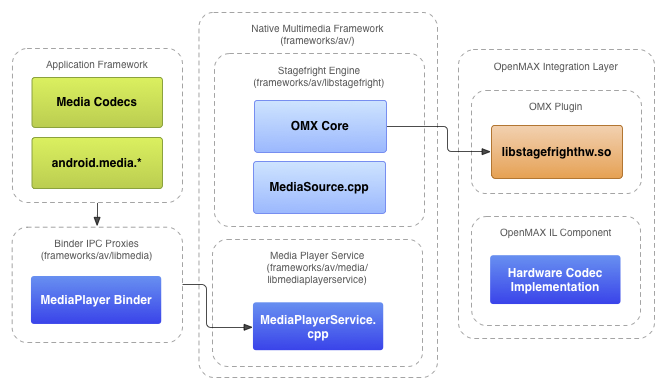 Application Framework
Media Codecs
android.media.*
Binder IPC Proxies
(frameworks/av/libmedia)
MediaPlayer Binder
Native Multimedia Framework
(frameworks/av/)
Stagefright Engine
(frameworks/av/libstagefright)
OMX Core
MediaSource.cpp
Media Player Service
(frameworks/av/media/
libmediaplayerservice)
MediaPlayerService.
cpp
OpenMAX Integration Layer
OMX Plugin
libstagefrighthw.so
OpenMAX IL Component
Hardware Codec
Implementation